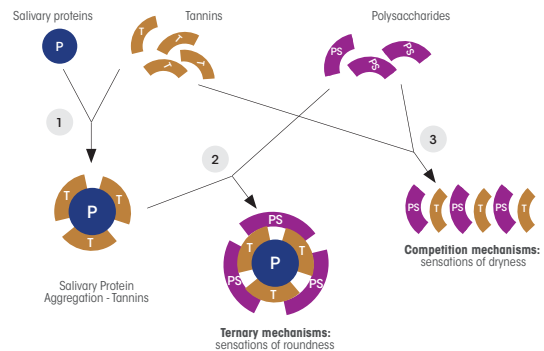 Salivary proteins
Tannins
Polysaccharides
P
T
T
T
T
PS
PS
PS
1
2
3
T
T
P
T
PS
T
T
P
PS
PS
T
PS
T
PS
T
PS
T
Competition mechanisms:
sensations of dryness
Salivary Protein
Aggregation - Tannins
Ternary mechanisms:
sensations of roundness